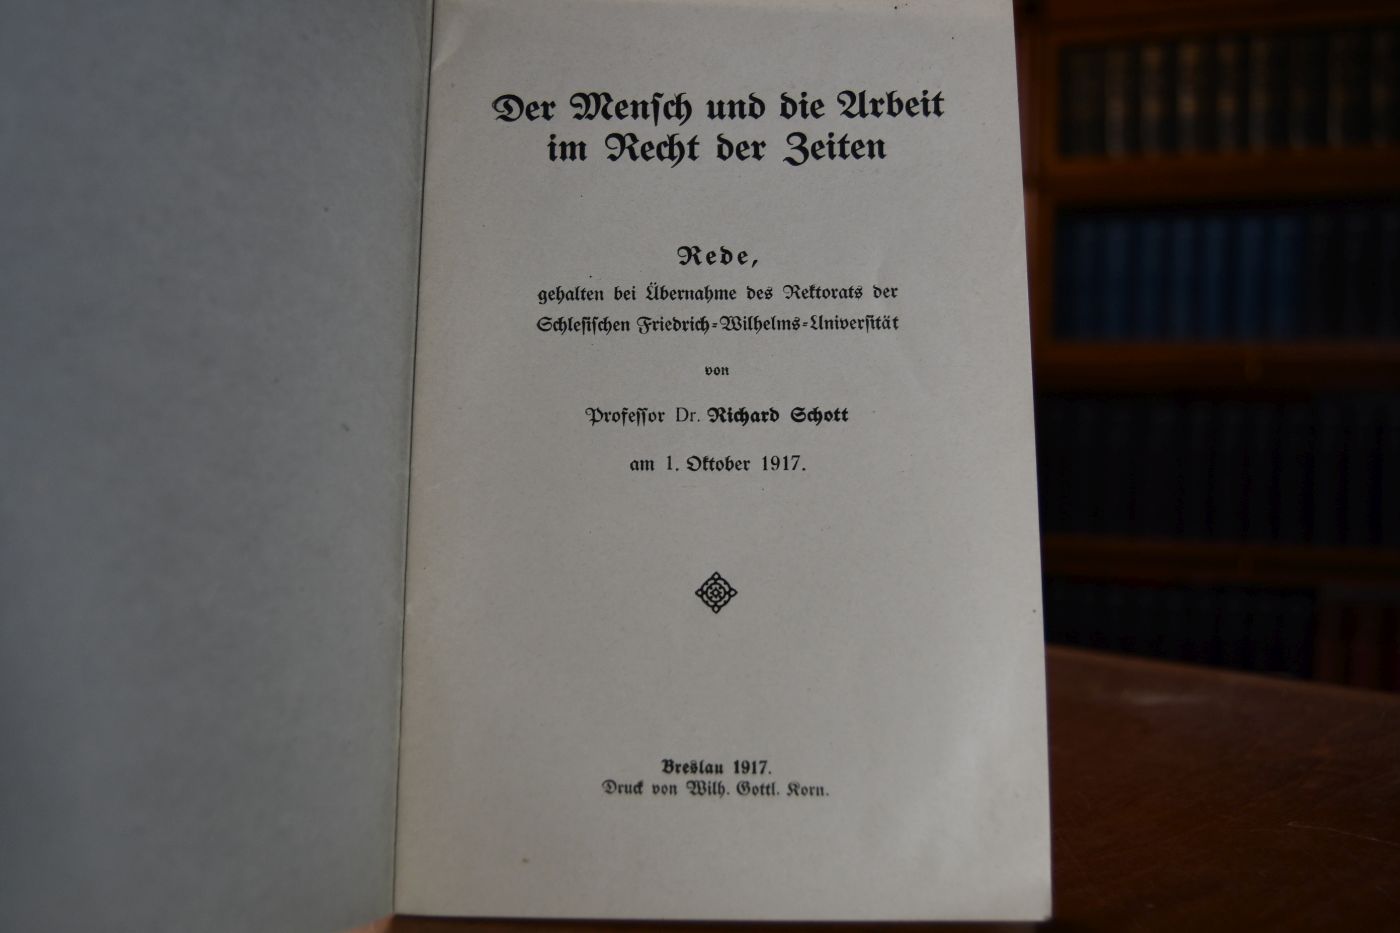 Der Menſch und die Arbeit
im Recht der Zeiten
Rede,
gehalten bei Übernahme des Rektorats der
Schleſiſchen Friedrich-Wilhelms-Univerſität
von
Profeſſor Dr. Richard Schott
am 1. Oktober 1917.
Breslau 1917.
Druck von Wilh. Gottl. Korn.